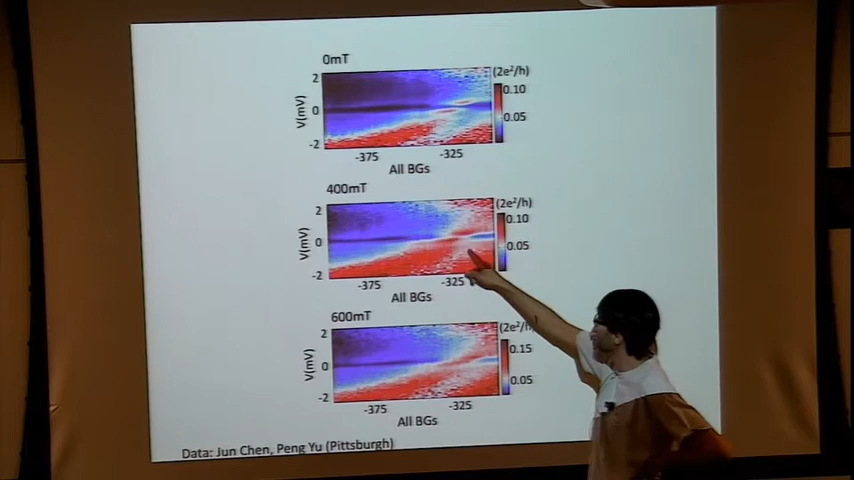 0mT
(2e²/h)
2
0.10
V(mV)
0
0.05
-2
-375
-325
All BGs
400mT
(2e²/h)
2
0.10
V(mV)
0
0.05
-2
-375
-325
All BGs
600mT
(2e²/h)
2
0.15
V(mV)
0
0.05
-2
-375
-325
All BGs
Data: Jun Chen, Peng Yu (Pittsburgh)